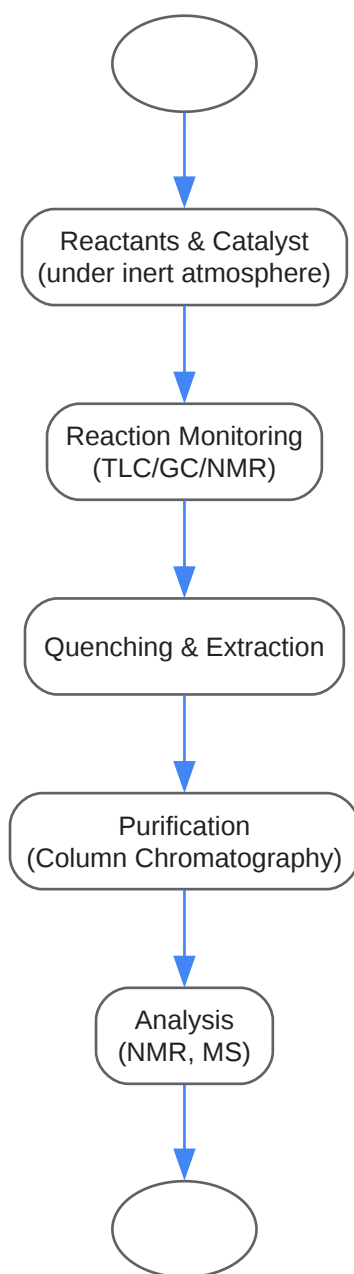 Reactants & Catalyst
(under inert atmosphere)
Reaction Monitoring
(TLC/GC/NMR)
Quenching & Extraction
Purification
(Column Chromatography)
Analysis
(NMR, MS)